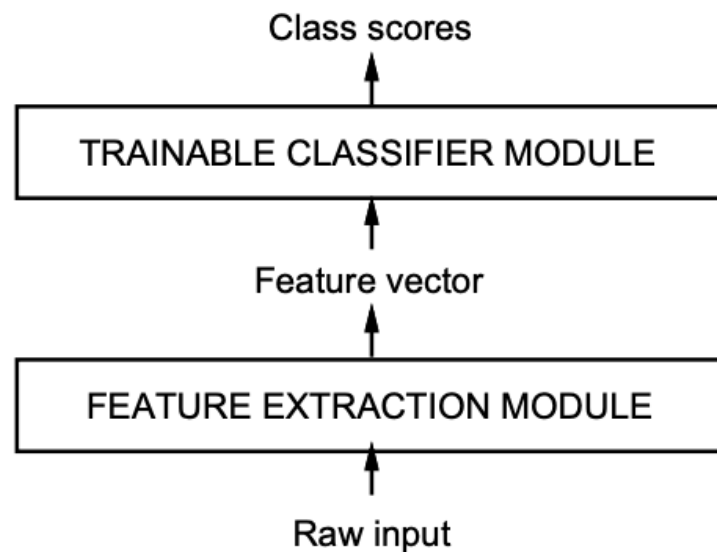 Class scores
TRAINABLE CLASSIFIER MODULE
Feature vector
FEATURE EXTRACTION MODULE
Raw input